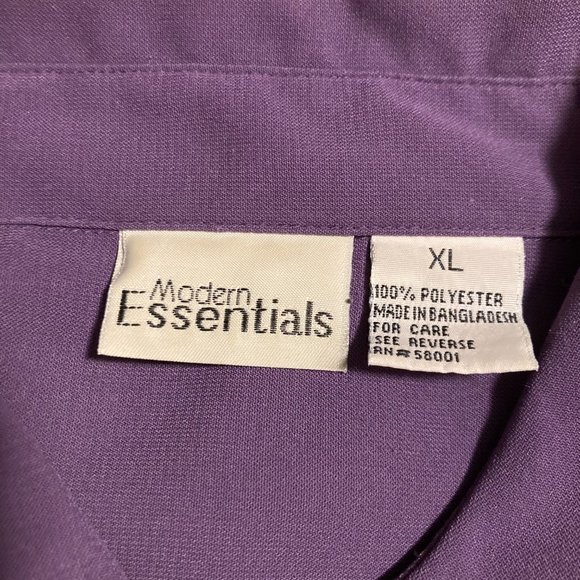 Modern
Essentials
XL
100% POLYESTER
MADE IN BANGLADESH
FOR CARE
SEE REVERSE
RN# 58001